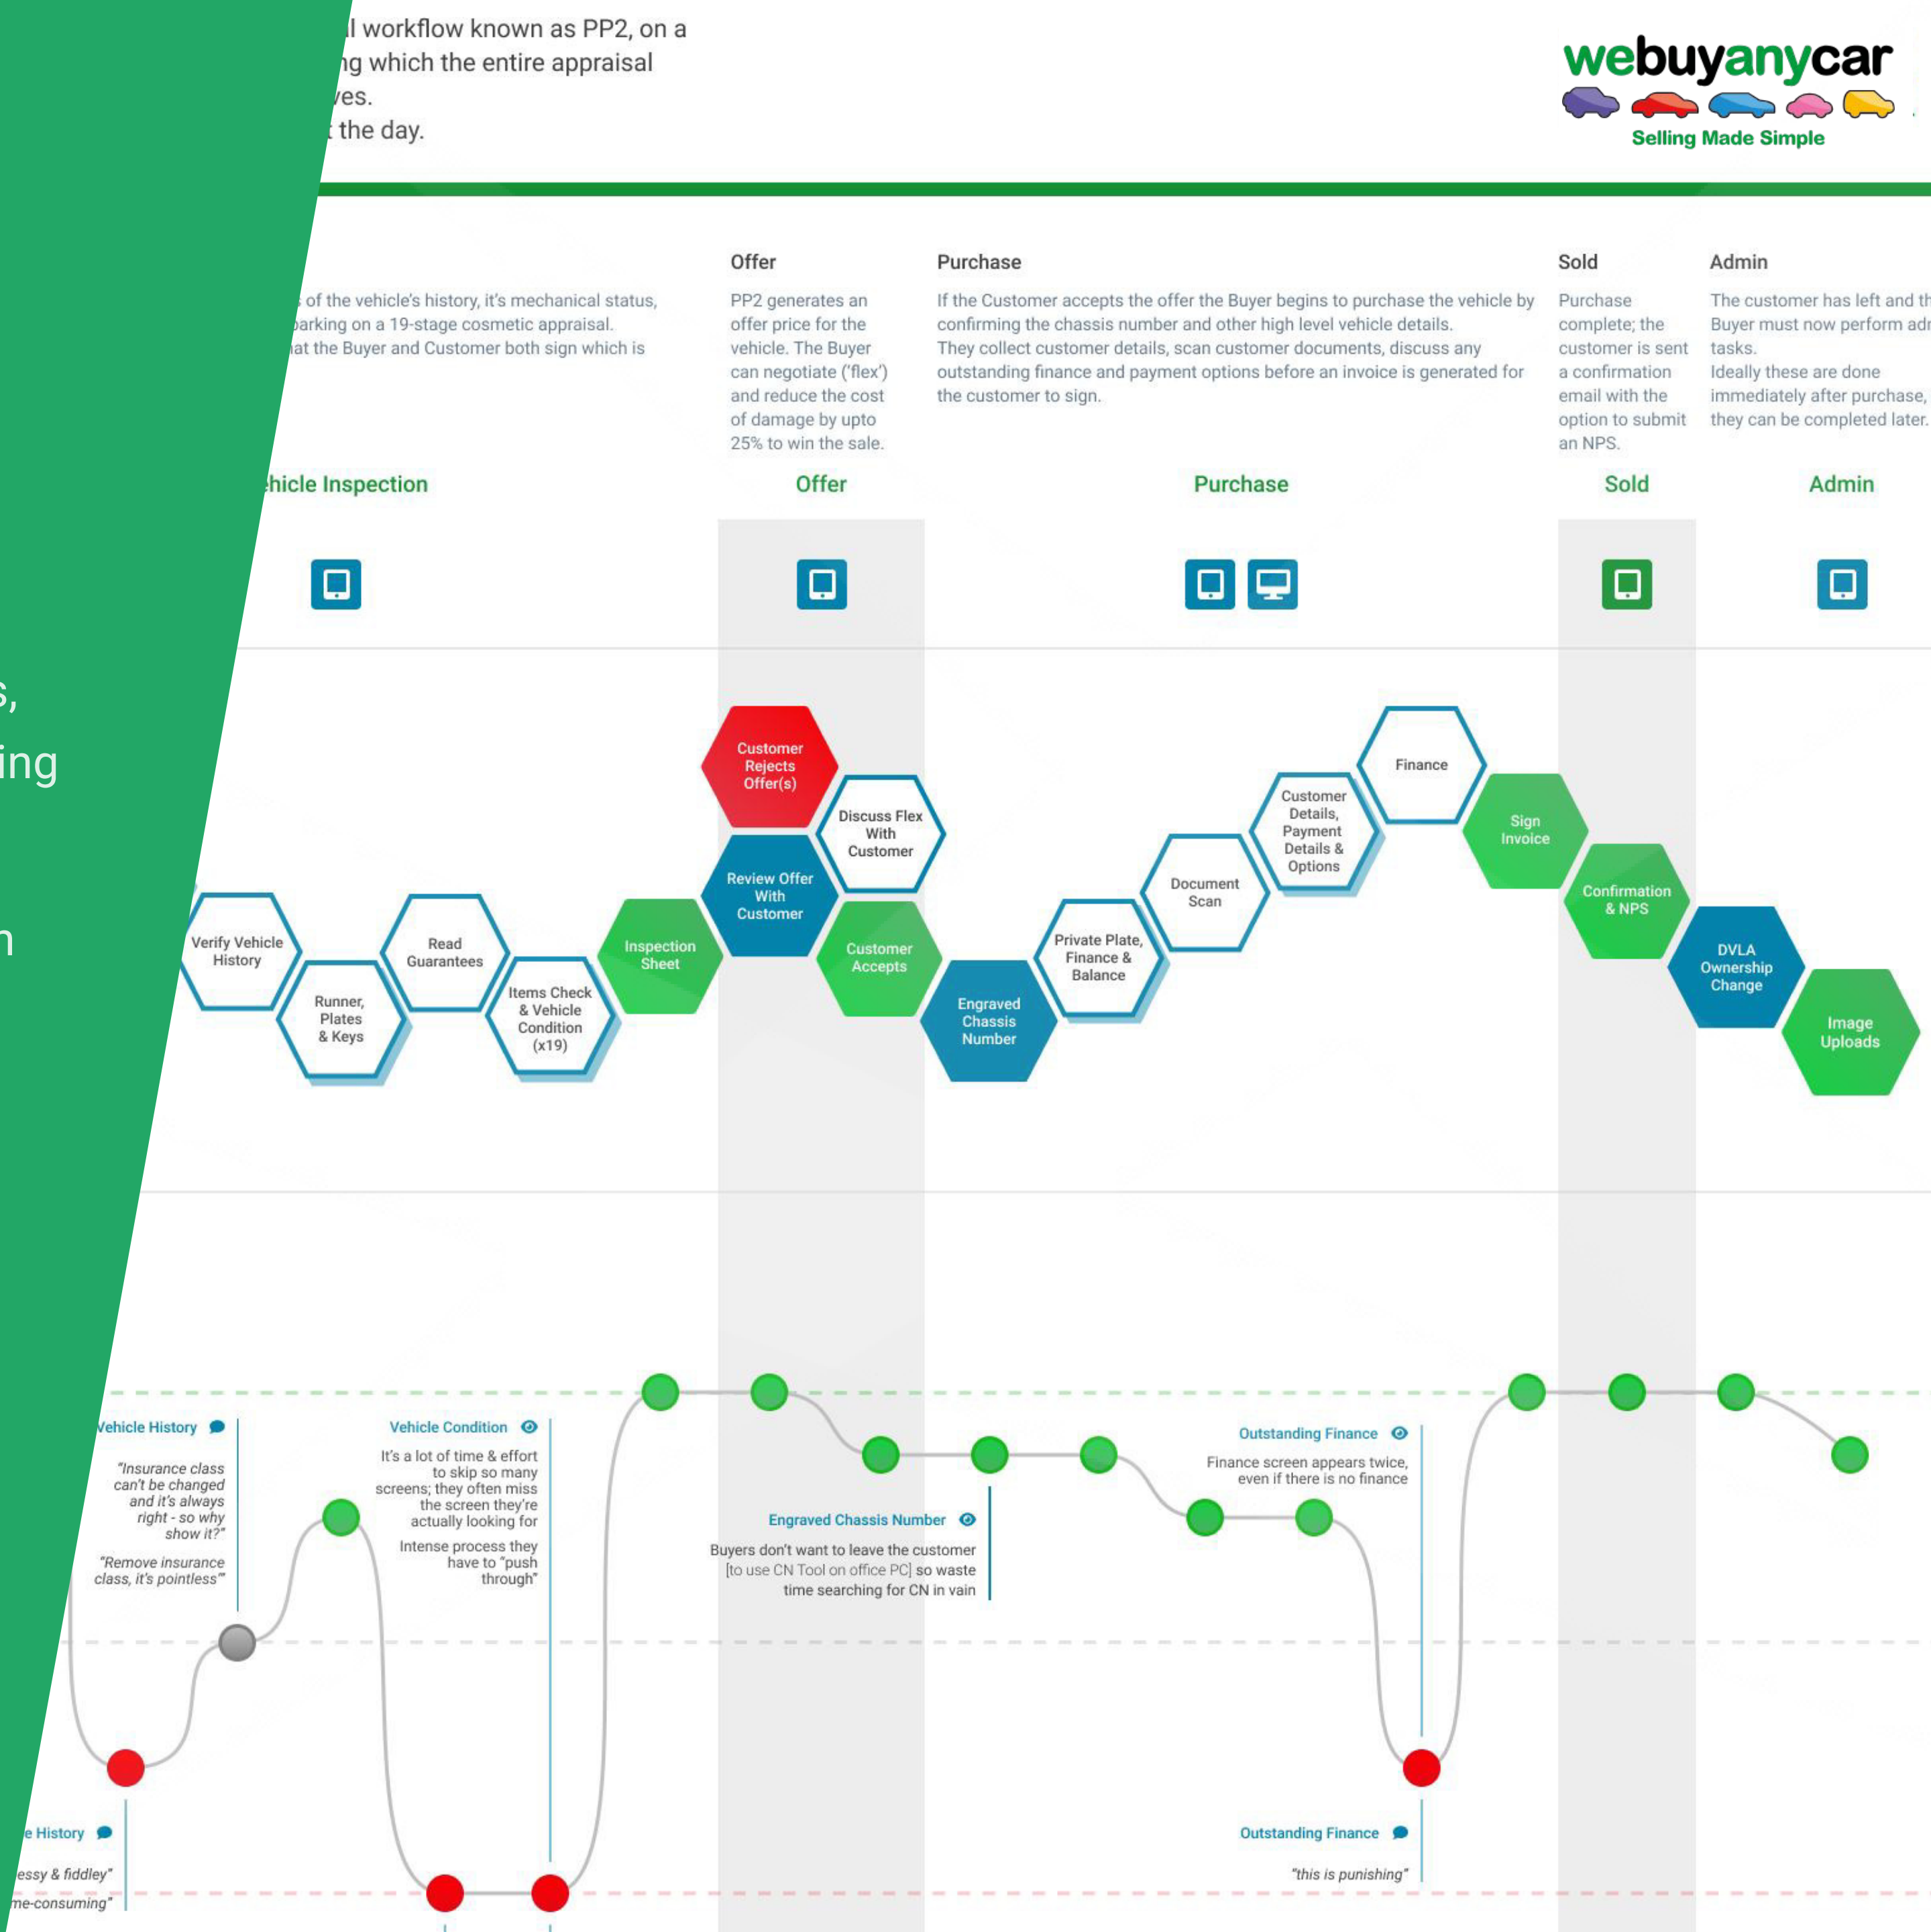 workflow known as PP2, on a
which the entire appraisal
the day.
webuyanycar
Selling Made Simple
of the vehicle's history, it's mechanical status,
on a 19-stage cosmetic appraisal.
at the Buyer and Customer both sign which is
Offer
PP2 generates an
offer price for the
vehicle. The Buyer
can negotiate ('flex')
and reduce the cost
of damage by upto
25% to win the sale.
Purchase
If the Customer accepts the offer the Buyer begins to purchase the vehicle by
confirming the chassis number and other high level vehicle details.
They collect customer details, scan customer documents, discuss any
outstanding finance and payment options before an invoice is generated for
the customer to sign.
Sold
Purchase
complete; the
customer is sent
a confirmation
email with the
option to submit
an NPS.
Admin
The customer has left and
Buyer must now perform
tasks.
Ideally these are done
immediately after purchase,
they can be completed later.
Inspection
Offer
Purchase
Sold
Admin
Verify Vehicle
History
Runner,
Plates
& Keys
Read
Guarantees
Items Check
& Vehicle
Condition
(x19)
Inspection
Sheet
Customer
Rejects
Offer(s)
Review Offer
With
Customer
Discuss Flex
With
Customer
Customer
Accepts
Engraved
Chassis
Number
Private Plate,
Finance &
Balance
Document
Scan
Customer
Details,
Payment
Details &
Options
Finance
Sign
Invoice
Confirmation
& NPS
DVLA
Ownership
Change
Image
Uploads
Vehicle History
"Insurance class
can't be changed
and it's always
right - so why
show it?"
"Remove insurance
class, it's pointless'"
Vehicle Condition
It's a lot of time & effort
to skip so many
screens; they often miss
the screen they're
actually looking for
Intense process they
have to "push
through"
Engraved Chassis Number
Buyers don't want to leave the customer
[to use CN Tool on office PC] so waste
time searching for CN in vain
Outstanding Finance
Finance screen appears twice,
even if there is no finance
History
& fiddley"
Outstanding Finance
"this is punishing"